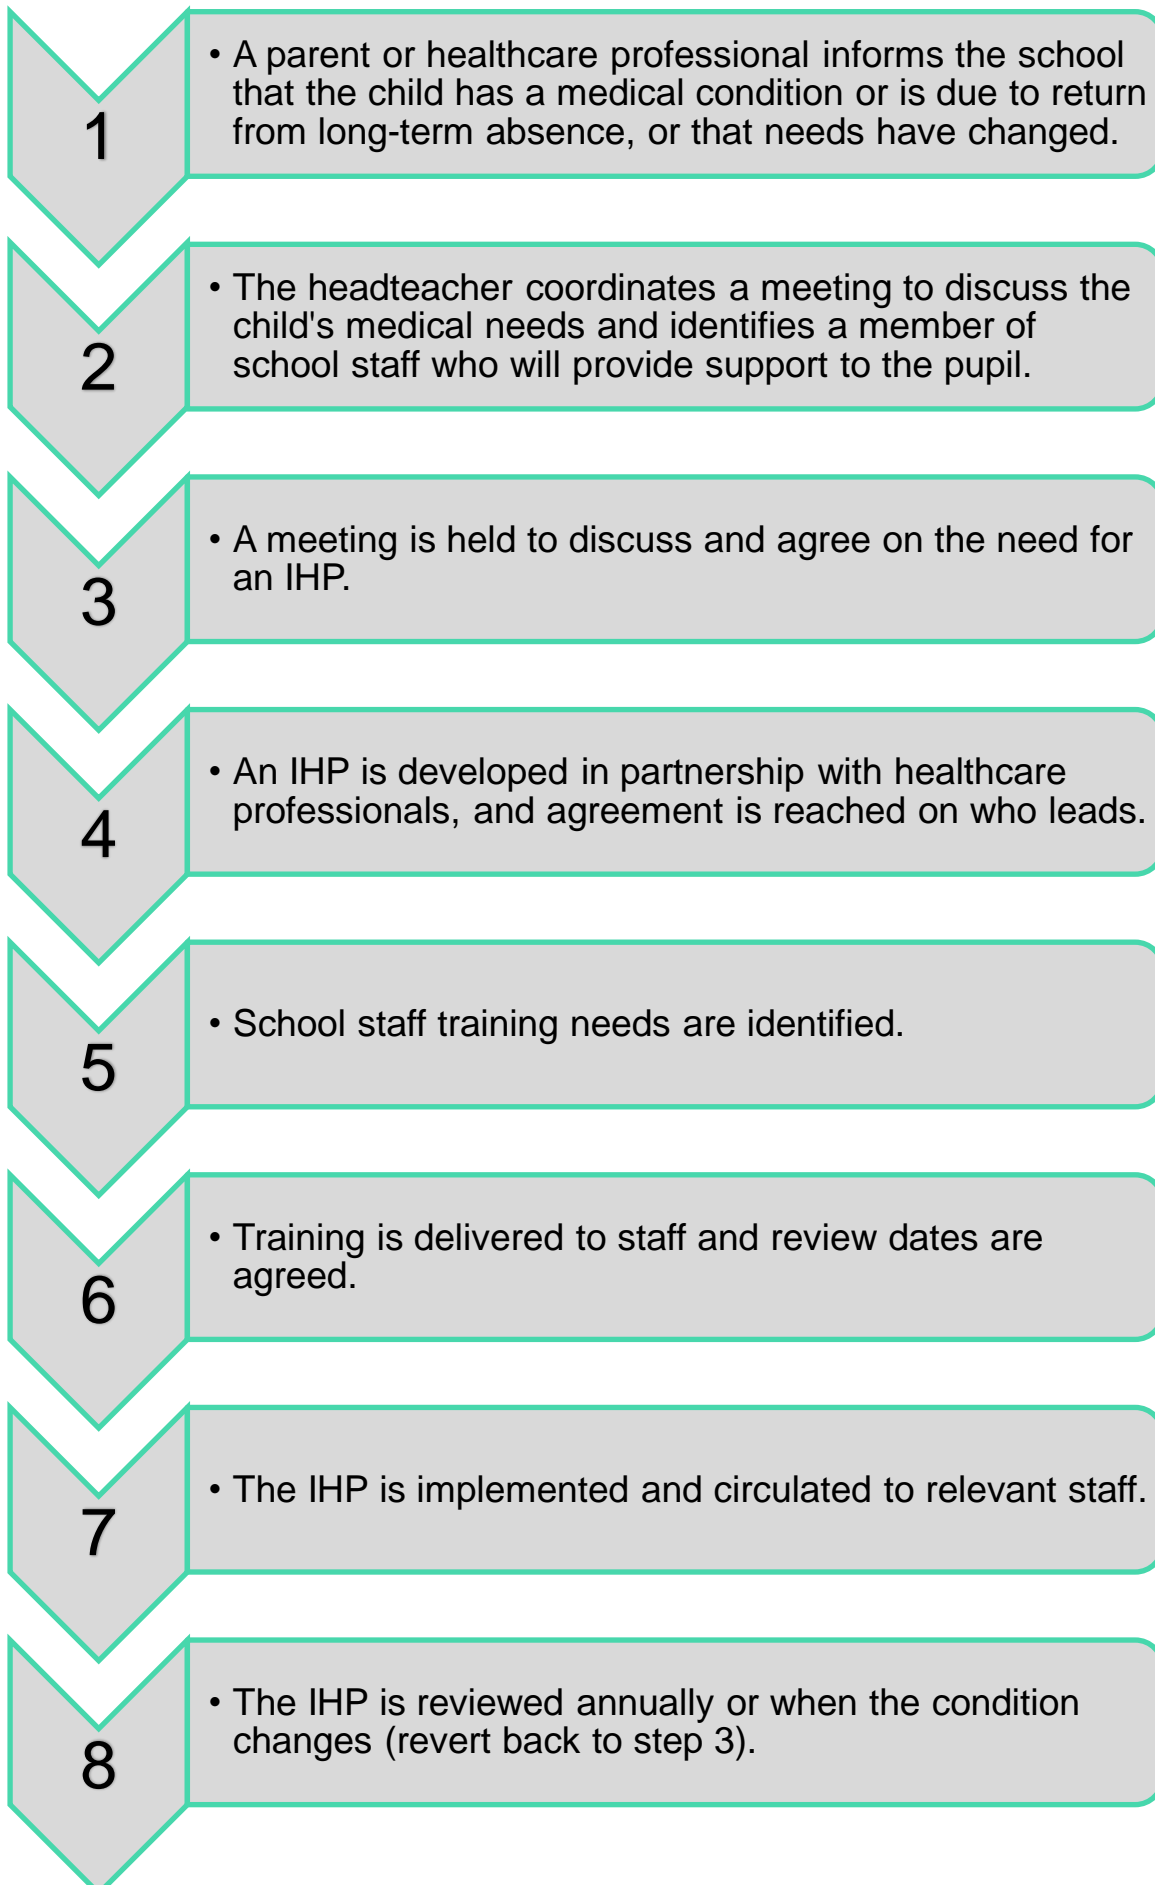 1
• A parent or healthcare professional informs the school
that the child has a medical condition or is due to return
from long-term absence, or that needs have changed.
2
• The headteacher coordinates a meeting to discuss the
child's medical needs and identifies a member of
school staff who will provide support to the pupil.
3
• A meeting is held to discuss and agree on the need for
an IHP.
4
• An IHP is developed in partnership with healthcare
professionals, and agreement is reached on who leads.
5
• School staff training needs are identified.
6
• Training is delivered to staff and review dates are
agreed.
7
• The IHP is implemented and circulated to relevant staff.
8
• The IHP is reviewed annually or when the condition
changes (revert back to step 3).